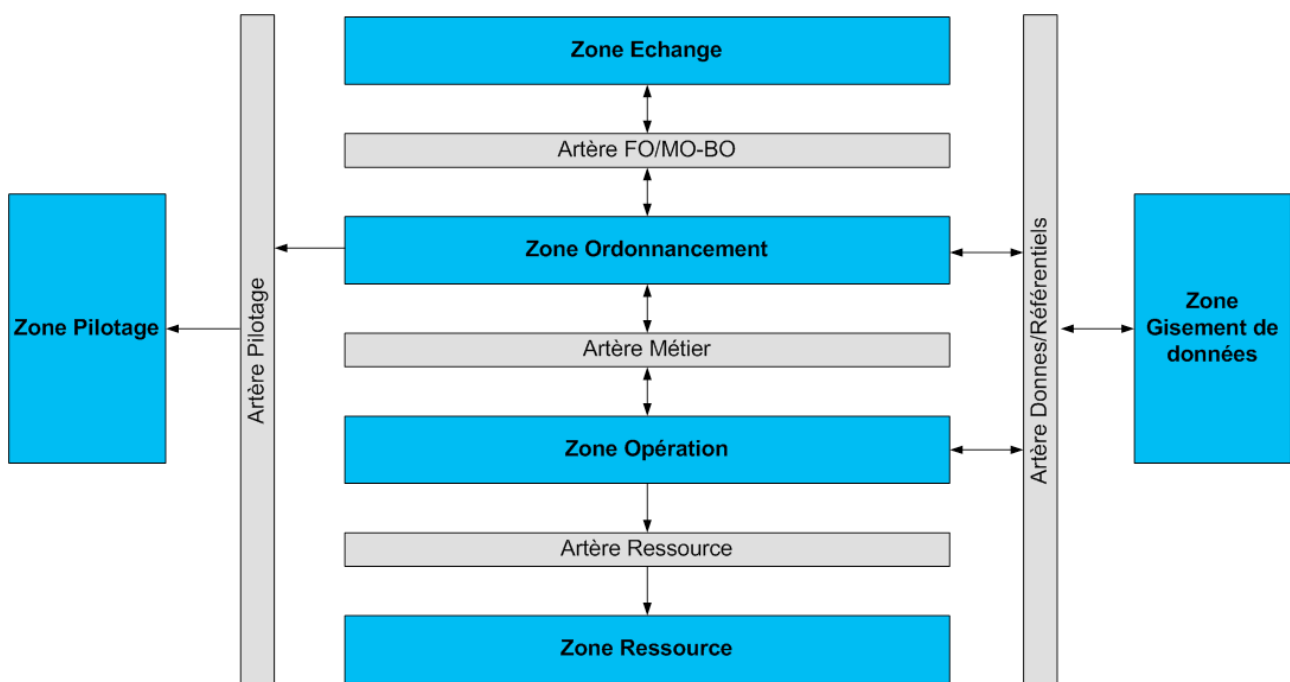 Zone Echange
Artère FO/MO-BO
Zone Ordonnancement
Artère Métier
Zone Opération
Artère Ressource
Zone Ressource
Zone Pilotage
Artère Pilotage
Artère Donnes/Référentiels
Zone
Gisement de
données